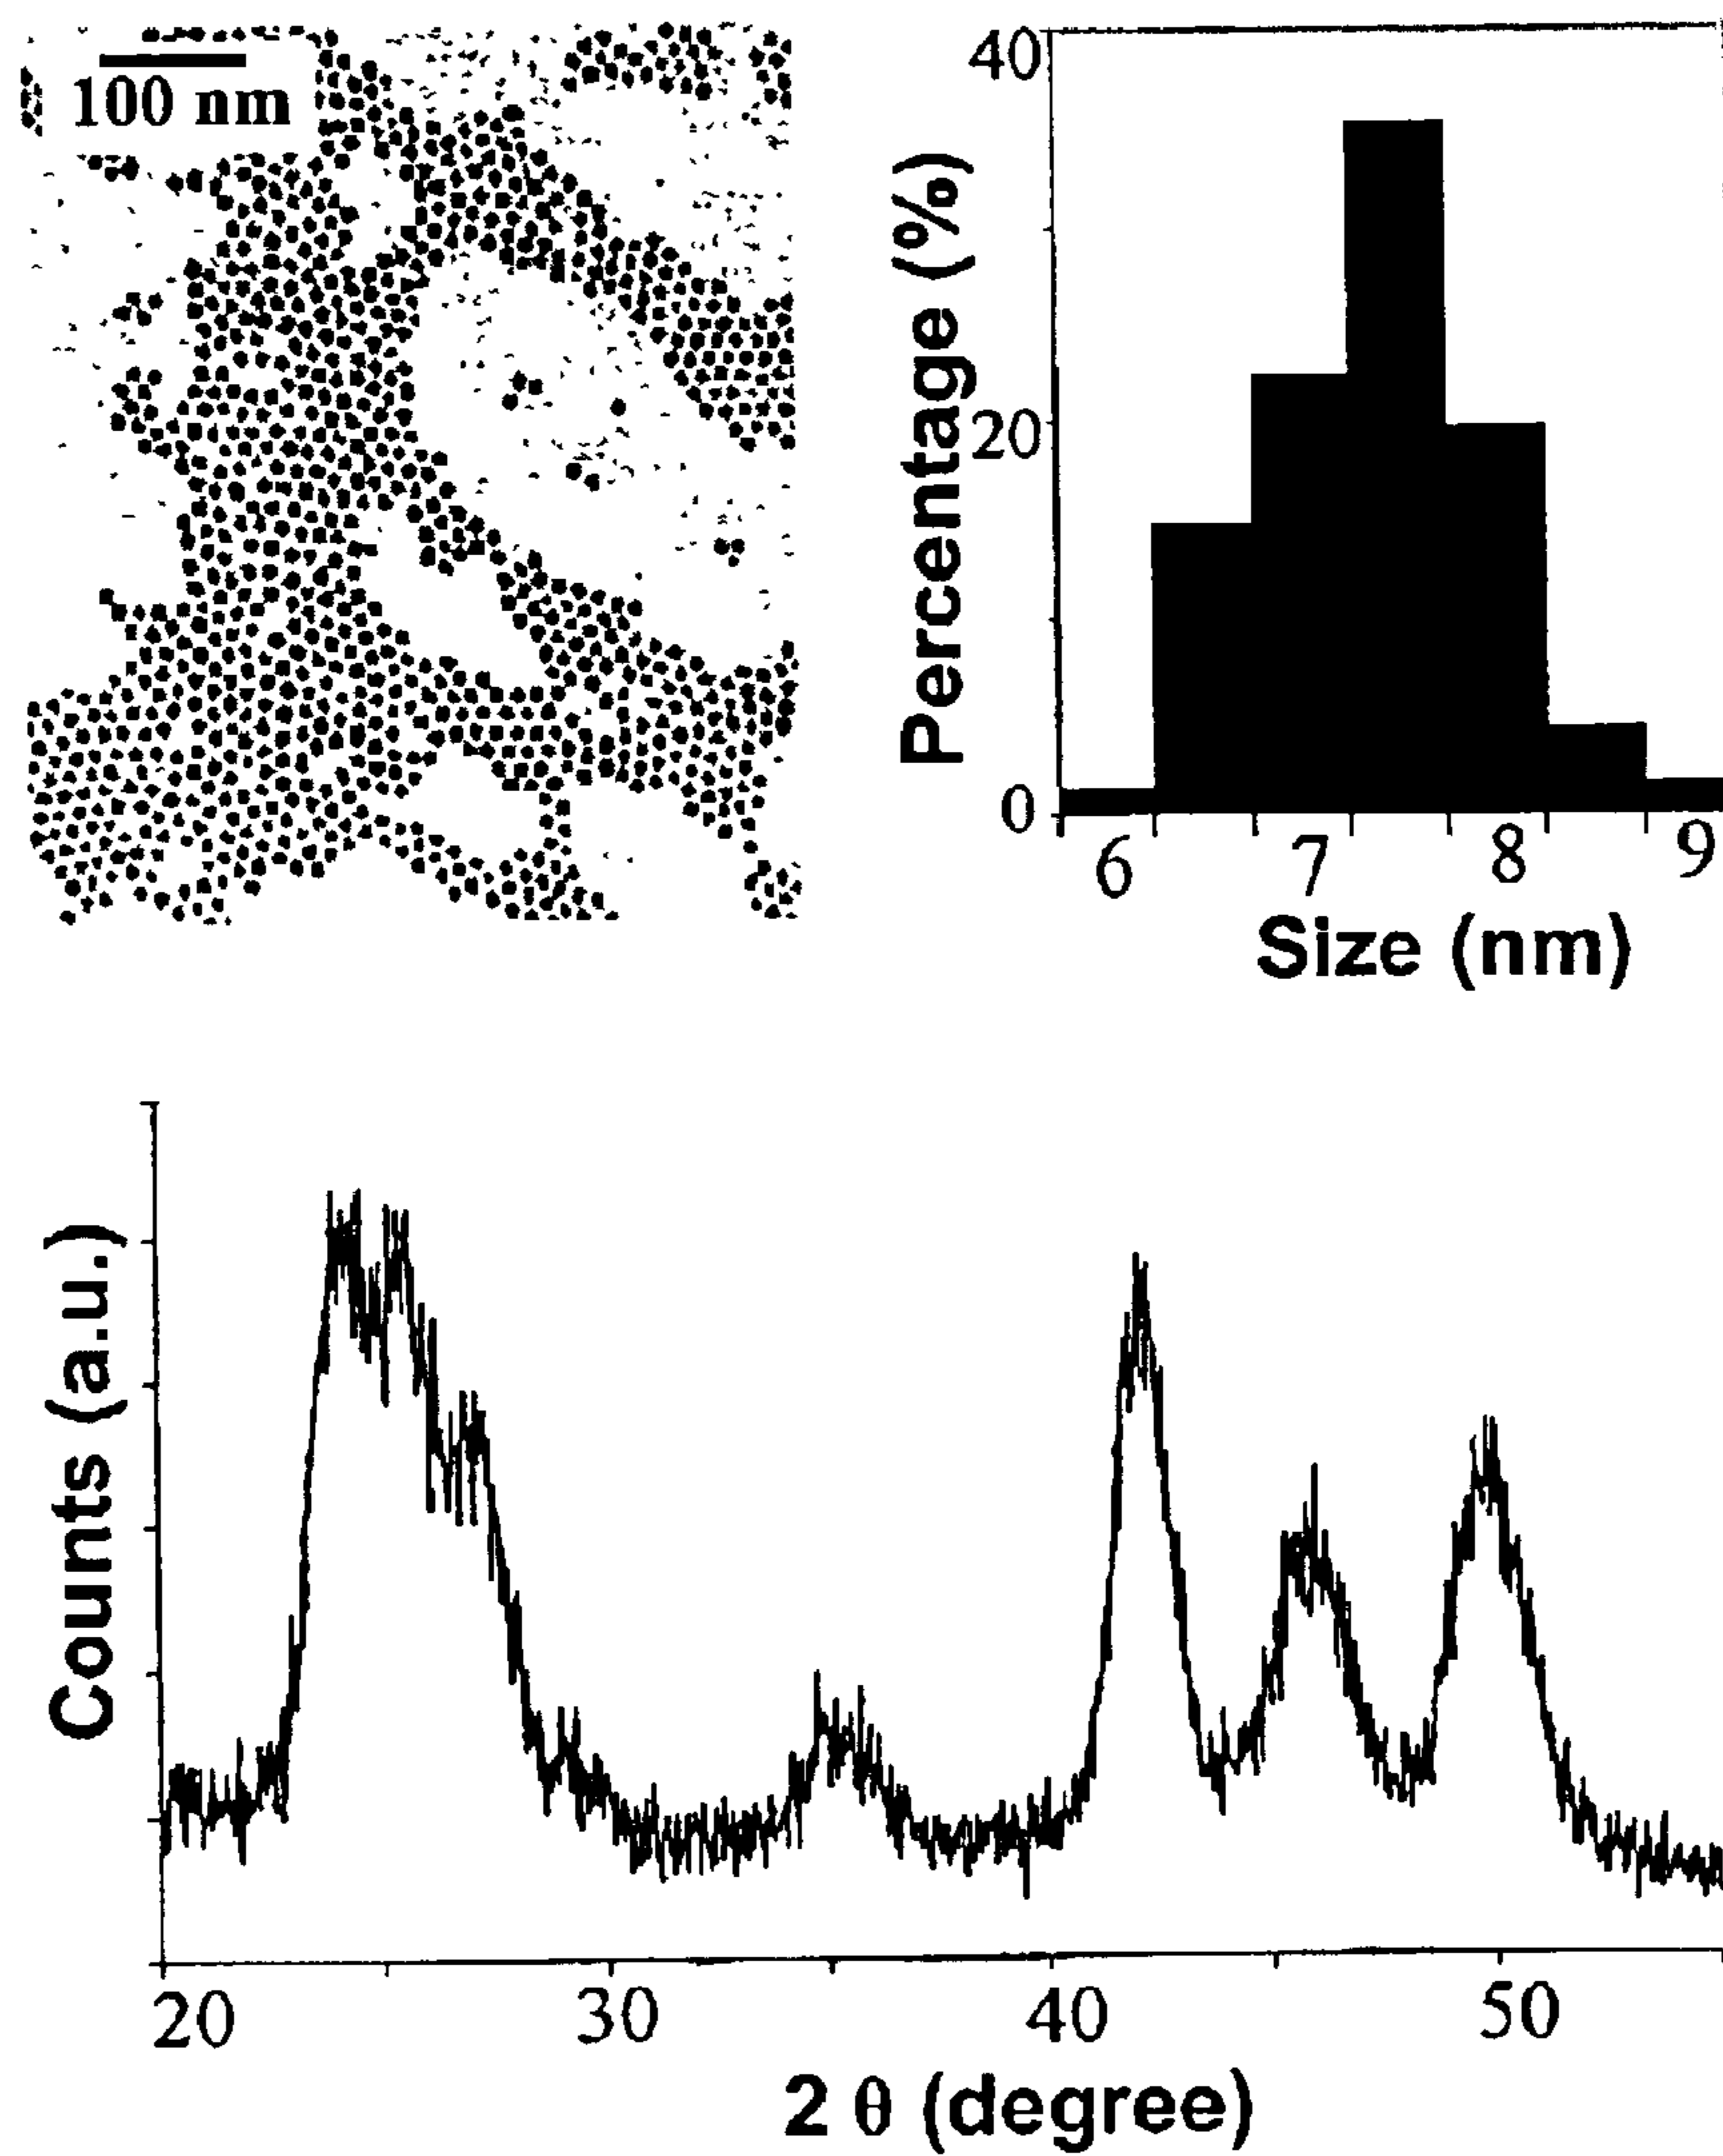 100 nm
Percentage (%)
40
20
0
6 7 8 9
Size (nm)
Counts (a.u.)
20 30 40 50
2 θ (degree)